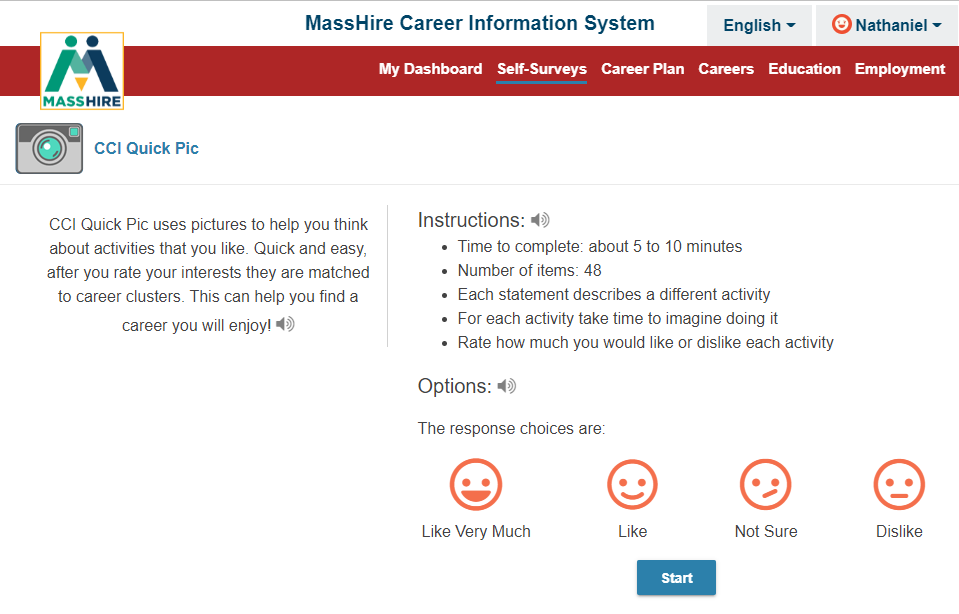 MassHire Career Information System
English
Nathaniel
MASSHIRE
My Dashboard Self-Surveys Career Plan Careers Education Employment
CCI Quick Pic
CCI Quick Pic uses pictures to help you think
about activities that you like. Quick and easy,
after you rate your interests they are matched
to career clusters. This can help you find a
career you will enjoy!
Instructions:
Time to complete: about 5 to 10 minutes
Number of items: 48
Each statement describes a different activity
For each activity take time to imagine doing it
Rate how much you would like or dislike each activity
Options:
The response choices are:
Like Very Much
Like
Not Sure
Dislike
Start